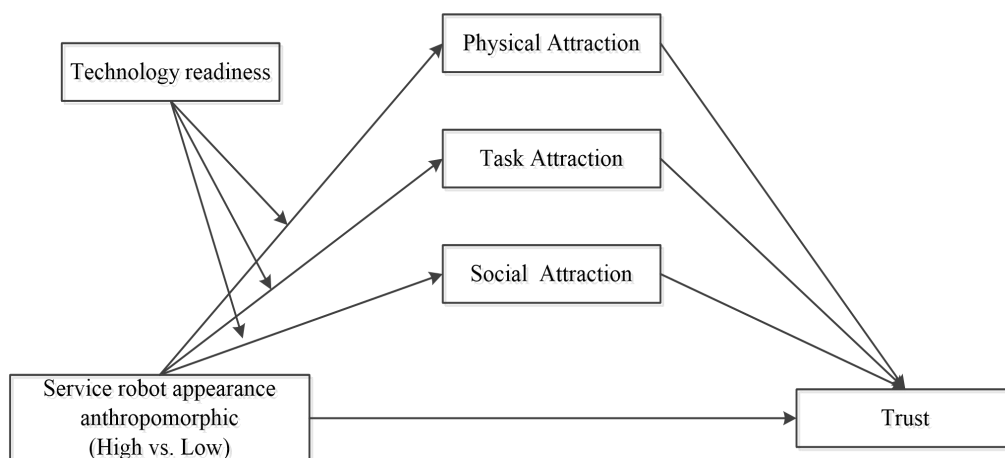 Physical Attraction
Technology readiness
Task Attraction
Social Attraction
Service robot appearance
anthropomorphic
(High vs. Low)
Trust